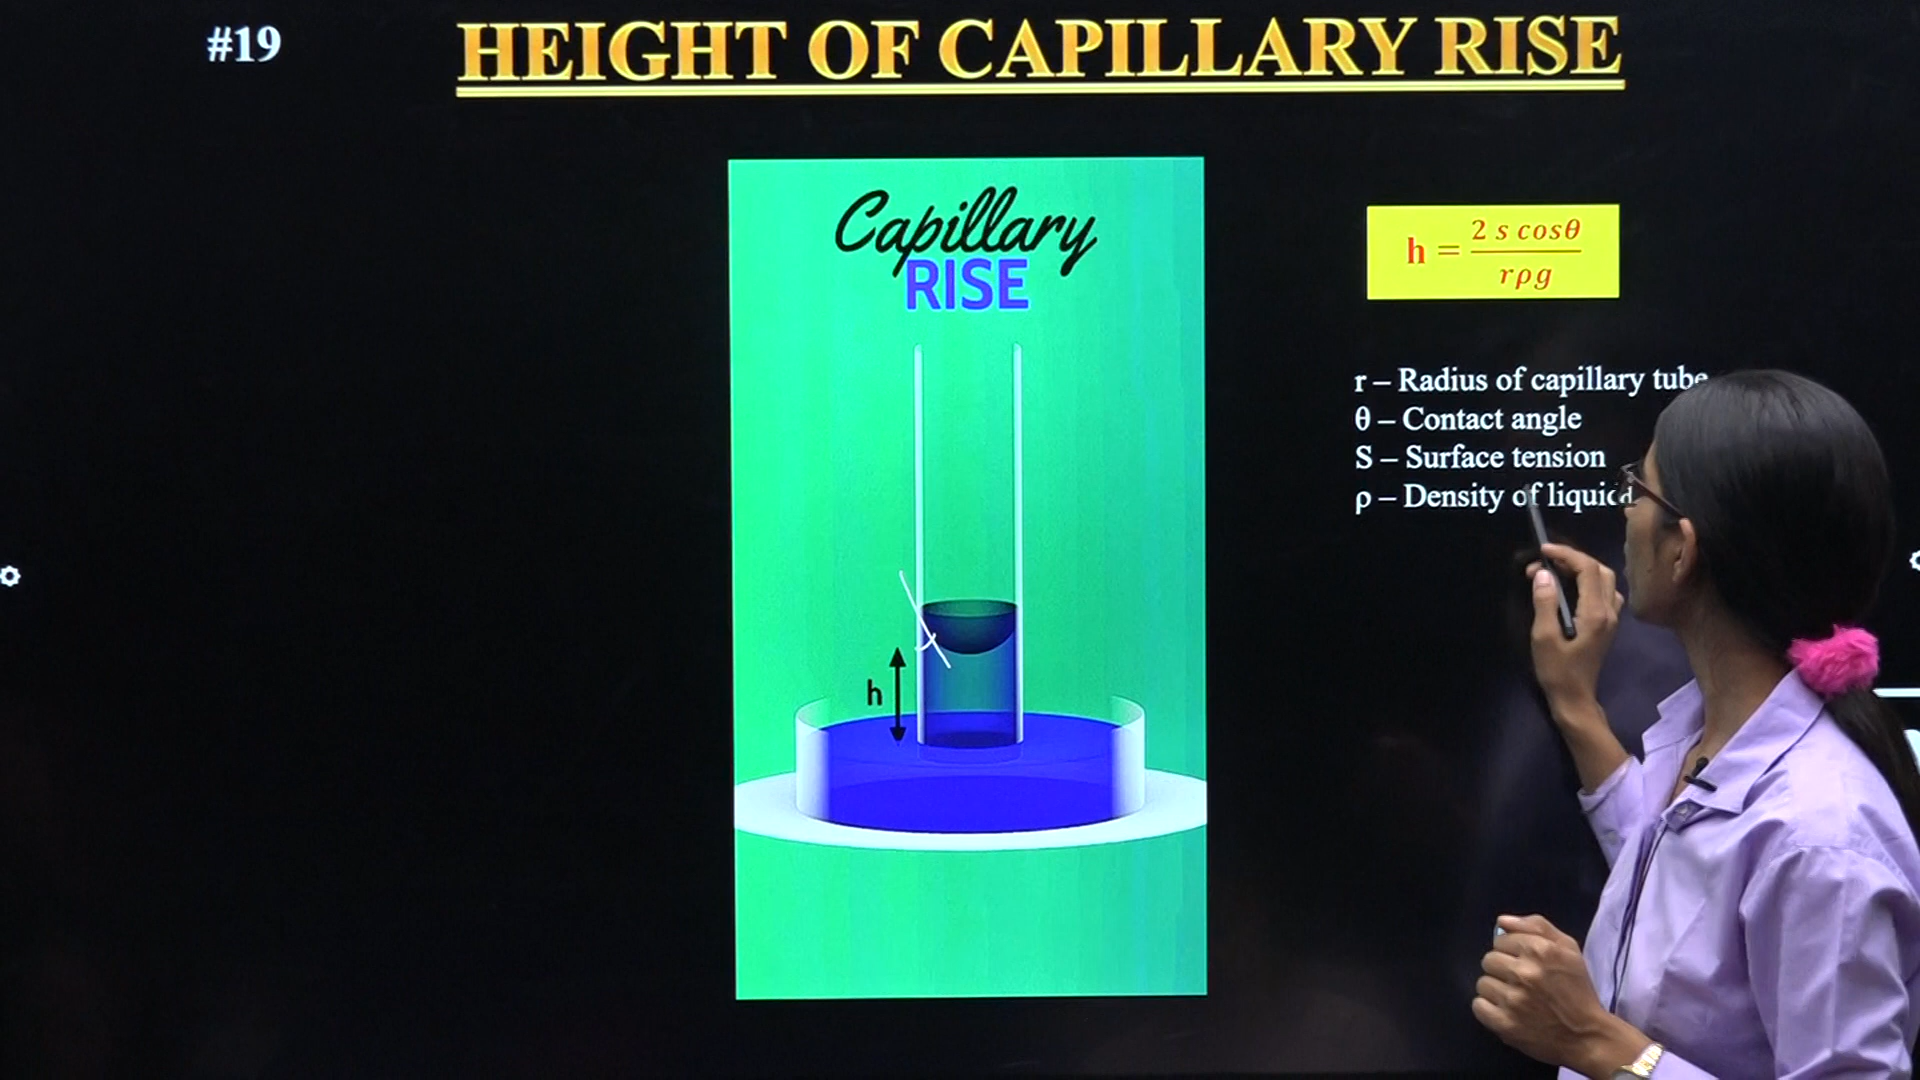 #19
HEIGHT OF CAPILLARY RISE
Capillary
RISE
h = \frac{2 s cosθ}{rρg}
r – Radius of capillary tube
θ – Contact angle
S – Surface tension
ρ – Density of liquid
h